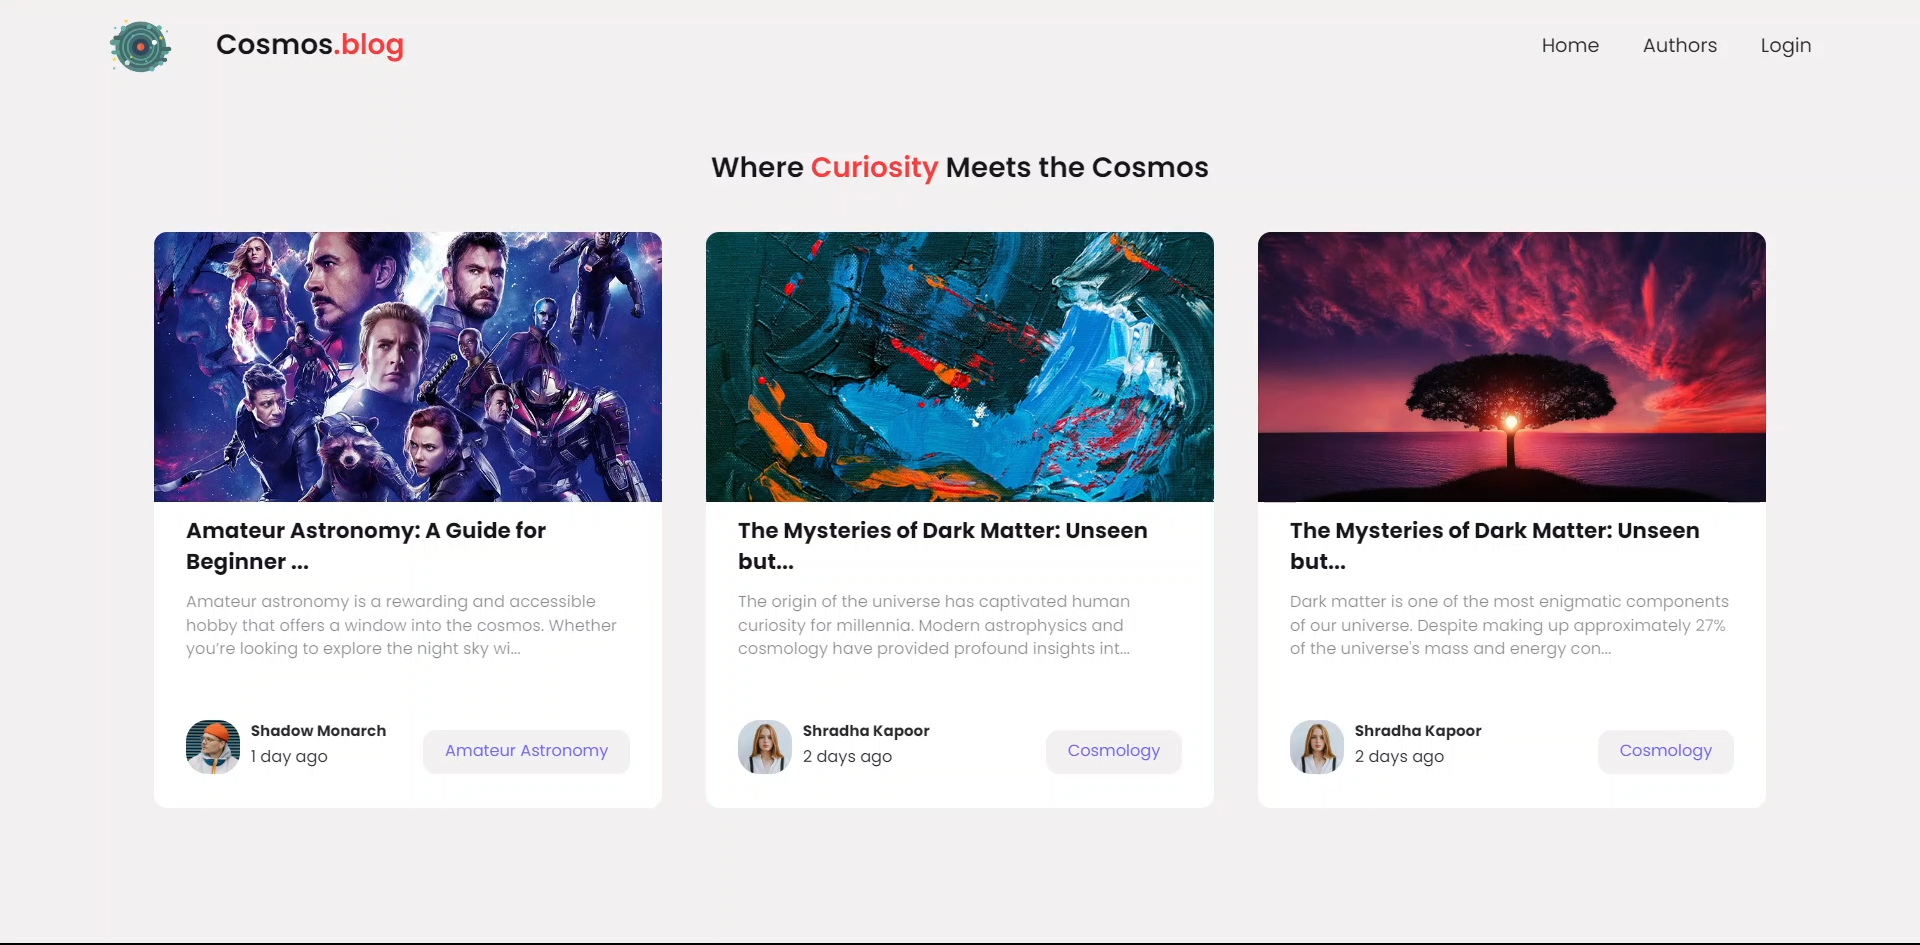 Cosmos.blog
Home
Authors
Login
Where Curiosity Meets the Cosmos
Amateur Astronomy: A Guide for
Beginner ...
Amateur astronomy is a rewarding and accessible
hobby that offers a window into the cosmos. Whether
you’re looking to explore the night sky wi...
Shadow Monarch
1 day ago
Amateur Astronomy
The Mysteries of Dark Matter: Unseen
but...
The origin of the universe has captivated human
curiosity for millennia. Modern astrophysics and
cosmology have provided profound insights int...
Shradha Kapoor
2 days ago
Cosmology
The Mysteries of Dark Matter: Unseen
but...
Dark matter is one of the most enigmatic components
of our universe. Despite making up approximately 27%
of the universe's mass and energy con...
Shradha Kapoor
2 days ago
Cosmology